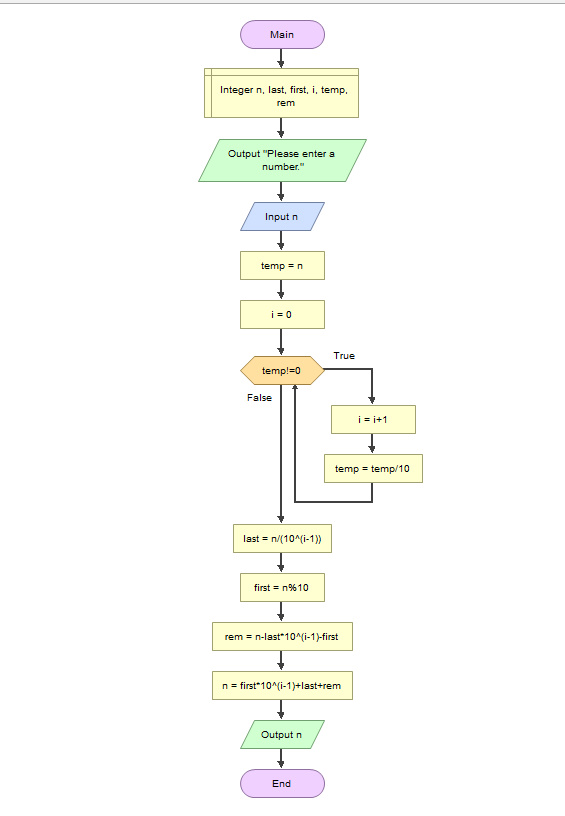 Main
Integer n, last, first, i, temp,
rem
Output "Please enter a
number."
Input n
temp = n
i = 0
temp!=0
True
False
i = i+1
temp = temp/10
last = n/(10^(i-1))
first = n%10
rem = n-last*10^(i-1)-first
n = first*10^(i-1)+last+rem
Output n
End